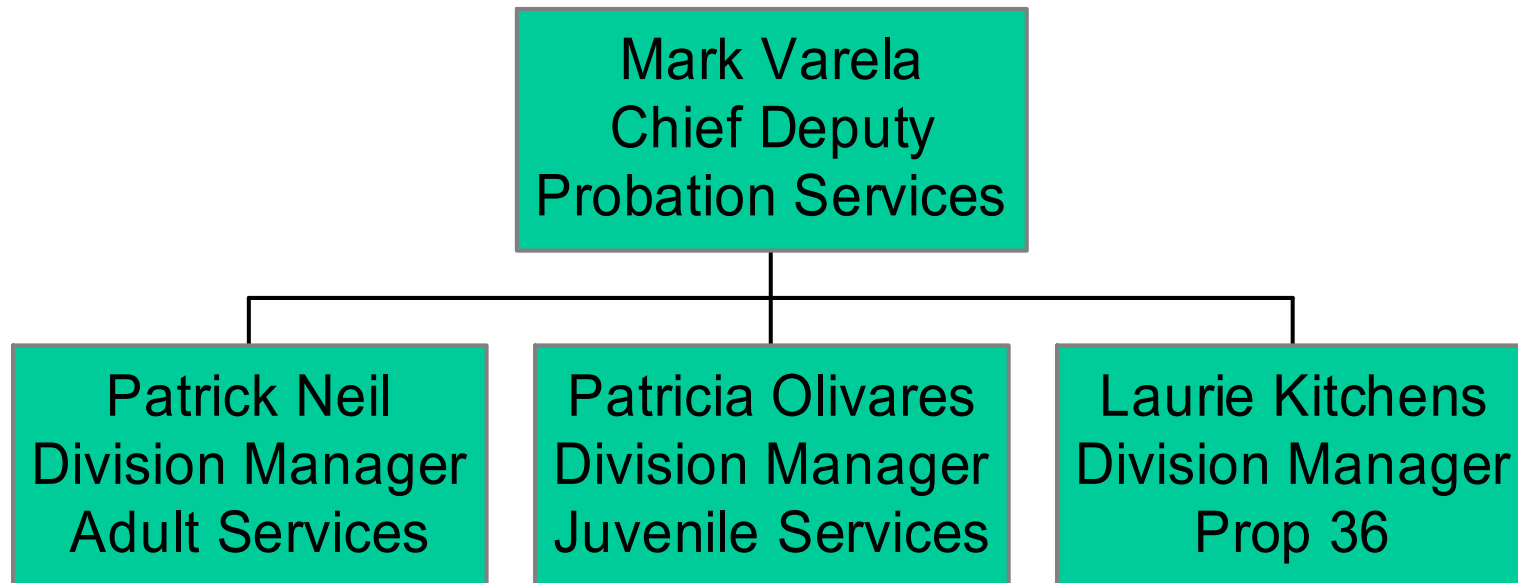 Mark Varela
Chief Deputy
Probation Services
Patrick Neil
Division Manager
Adult Services
Patricia Olivares
Division Manager
Juvenile Services
Laurie Kitchens
Division Manager
Prop 36